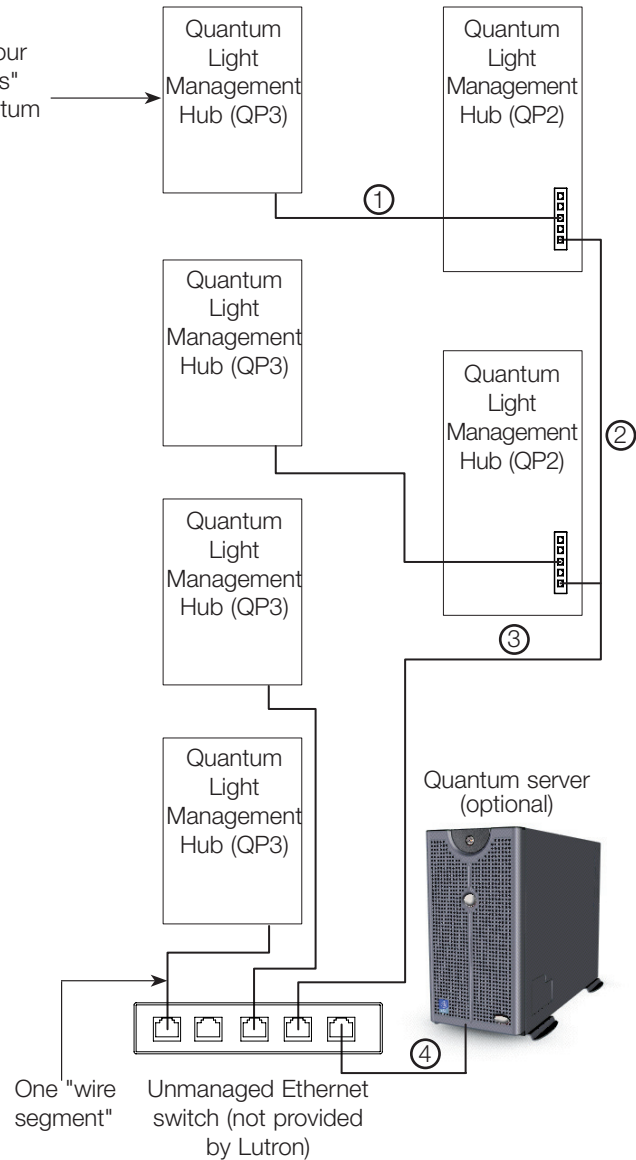 our
s"
tum
Quantum
Light
Management
Hub (QP3)
Quantum
Light
Management
Hub (QP2)
①
Quantum
Light
Management
Hub (QP3)
Quantum
Light
Management
Hub (QP2)
②
Quantum
Light
Management
Hub (QP3)
③
Quantum
Light
Management
Hub (QP3)
Quantum server
(optional)
④
One "wire
segment"
Unmanaged Ethernet
switch (not provided
by Lutron)